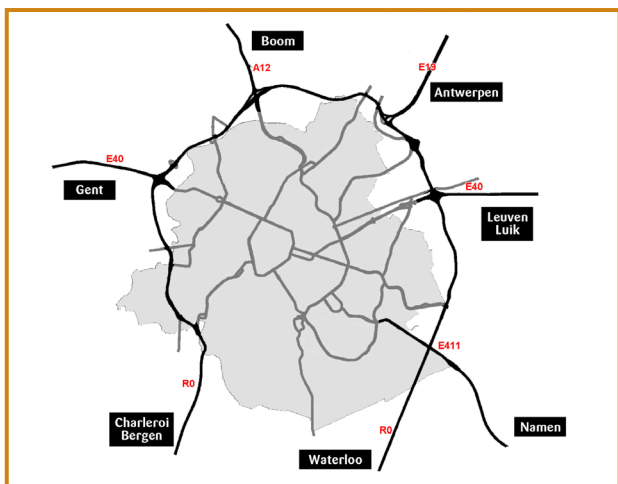 Boom
A12
E19
Antwerpen
E40
Gent
E40
Leuven
Luik
E411
R0
Charleroi
Bergen
R0
Waterloo
Namen